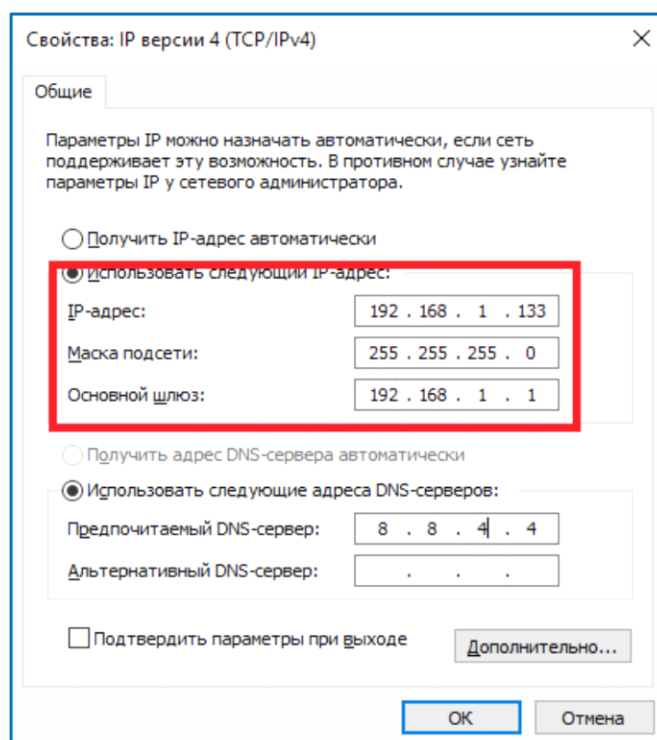 Свойства: IP версии 4 (TCP/IPv4)
Общие
Параметры IP можно назначать автоматически, если сеть
поддерживает эту возможность. В противном случае узнайте
параметры IP у сетевого администратора.
Получить IP-адрес автоматически
Использовать следующий IP-адрес:
IP-адрес: 192 . 168 . 1 . 133
Маска подсети: 255 . 255 . 255 . 0
Основной шлюз: 192 . 168 . 1 . 1
Получить адрес DNS-сервера автоматически
Использовать следующие адреса DNS-серверов:
Предпочитаемый DNS-сервер: 8 . 8 . 4 . 4
Альтернативный DNS-сервер: . . .
Подтвердить параметры при выходе
Дополнительно...
ОК Отмена